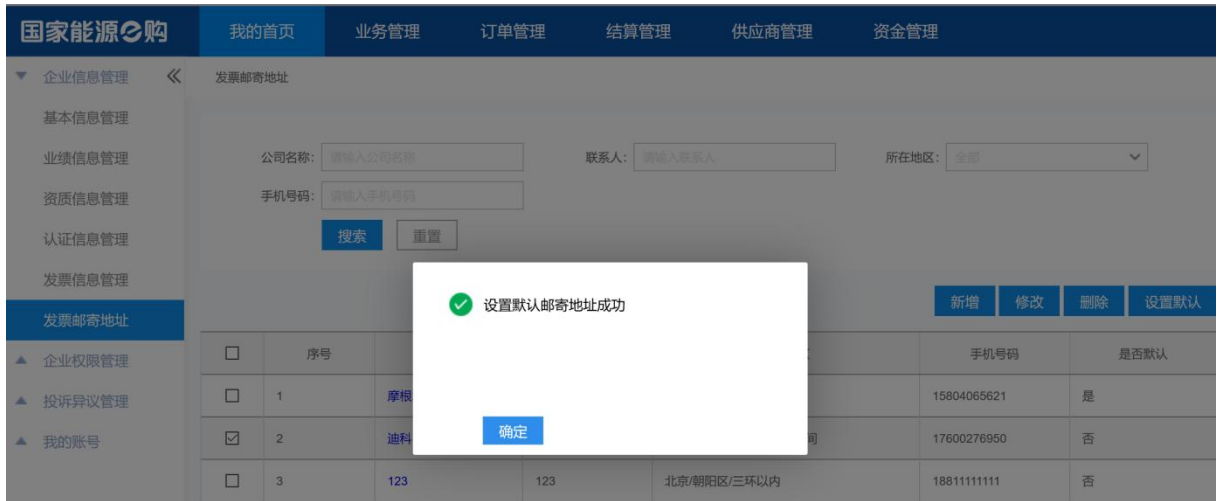 国家能源e购 我的首页 业务管理 订单管理 结算管理 供应商管理 资金管理
企业信息管理 发票邮寄地址
基本信息管理
公司名称: 请输入公司名称 联系人: 请输入联系人 所在地区: 全部
业绩信息管理
手机号码: 请输入手机号码
资质信息管理
搜索 重置
认证信息管理
发票信息管理
设置默认邮寄地址成功
新增 修改 删除 设置默认
发票邮寄地址
序号 手机号码 是否默认
企业权限管理
1 摩根 15804065621 是
投诉异议管理
确定
2 迪科 间 17600276950 否
我的账号
3 123 123 北京/朝阳区/三环以内 18811111111 否